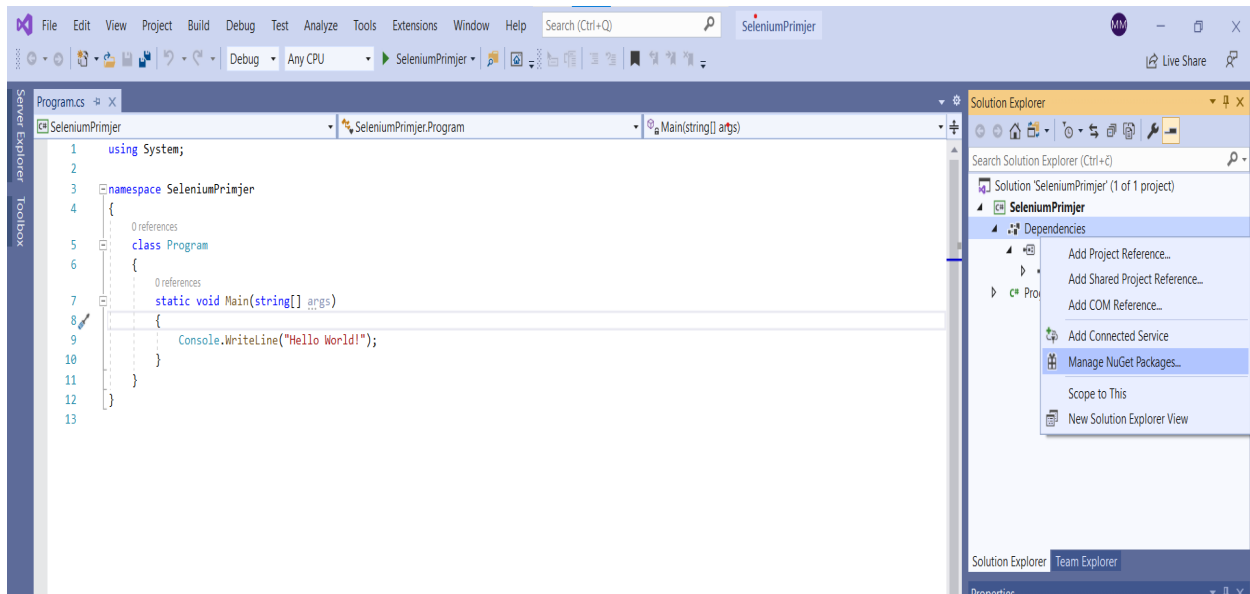 File Edit View Project Build Debug Test Analyze Tools Extensions Window Help Search (Ctrl+Q) SeleniumPrimjer MM
Debug Any CPU SeleniumPrimjer Live Share
Server Explorer
Toolbox
Program.cs
SeleniumPrimjer SeleniumPrimjer.Program Main(string[] args)
1 using System;
2
3 namespace SeleniumPrimjer
4 {
0 references
5 class Program
6 {
0 references
7 static void Main(string[] args)
8 {
9 Console.WriteLine("Hello World!");
10 }
11 }
12 }
13
Solution Explorer
Search Solution Explorer (Ctrl+č)
Solution 'SeleniumPrimjer' (1 of 1 project)
C# SeleniumPrimjer
Dependencies
C#
Add Project Reference...
Add Shared Project Reference...
Add COM Reference...
Add Connected Service
Manage NuGet Packages...
Scope to This
New Solution Explorer View
Solution Explorer Team Explorer
Properties